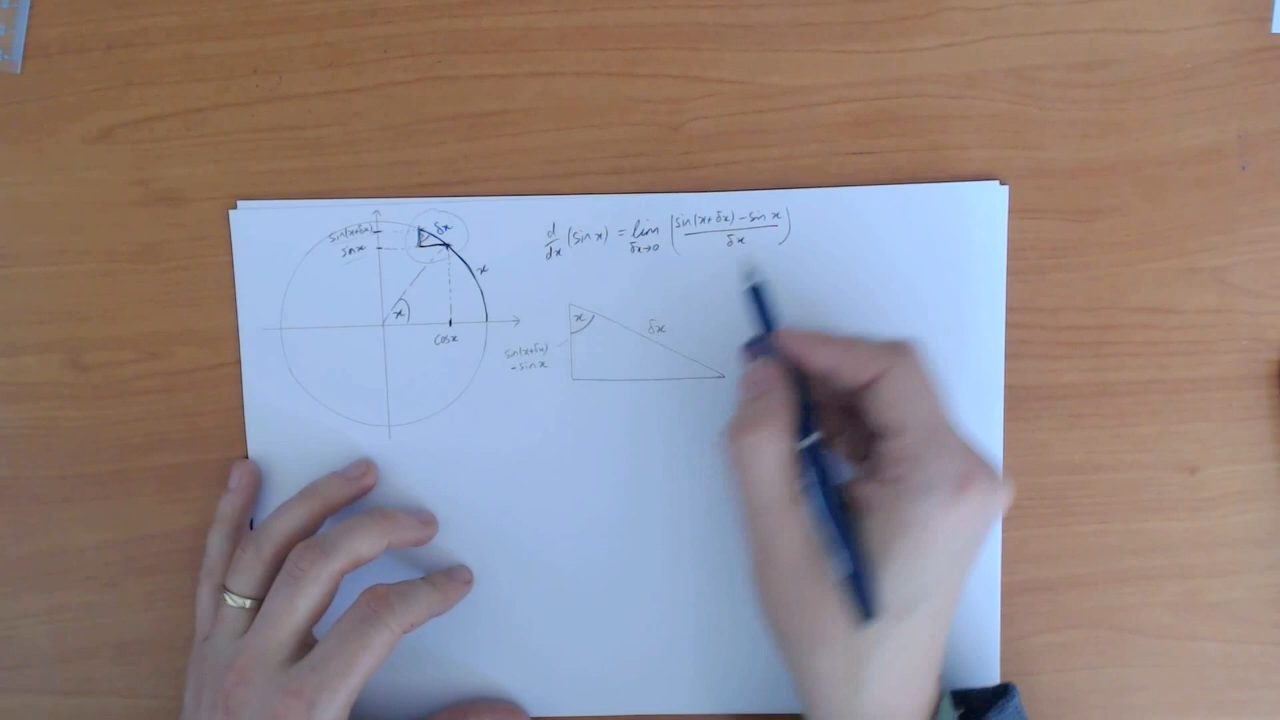 sin(x+δx)
sin x
δx
x
x
cos x
d/dx (sin x) = lim δx→0 ( (sin(x+δx) - sin x) / δx )
x
δx
sin(x+δx)
- sin x